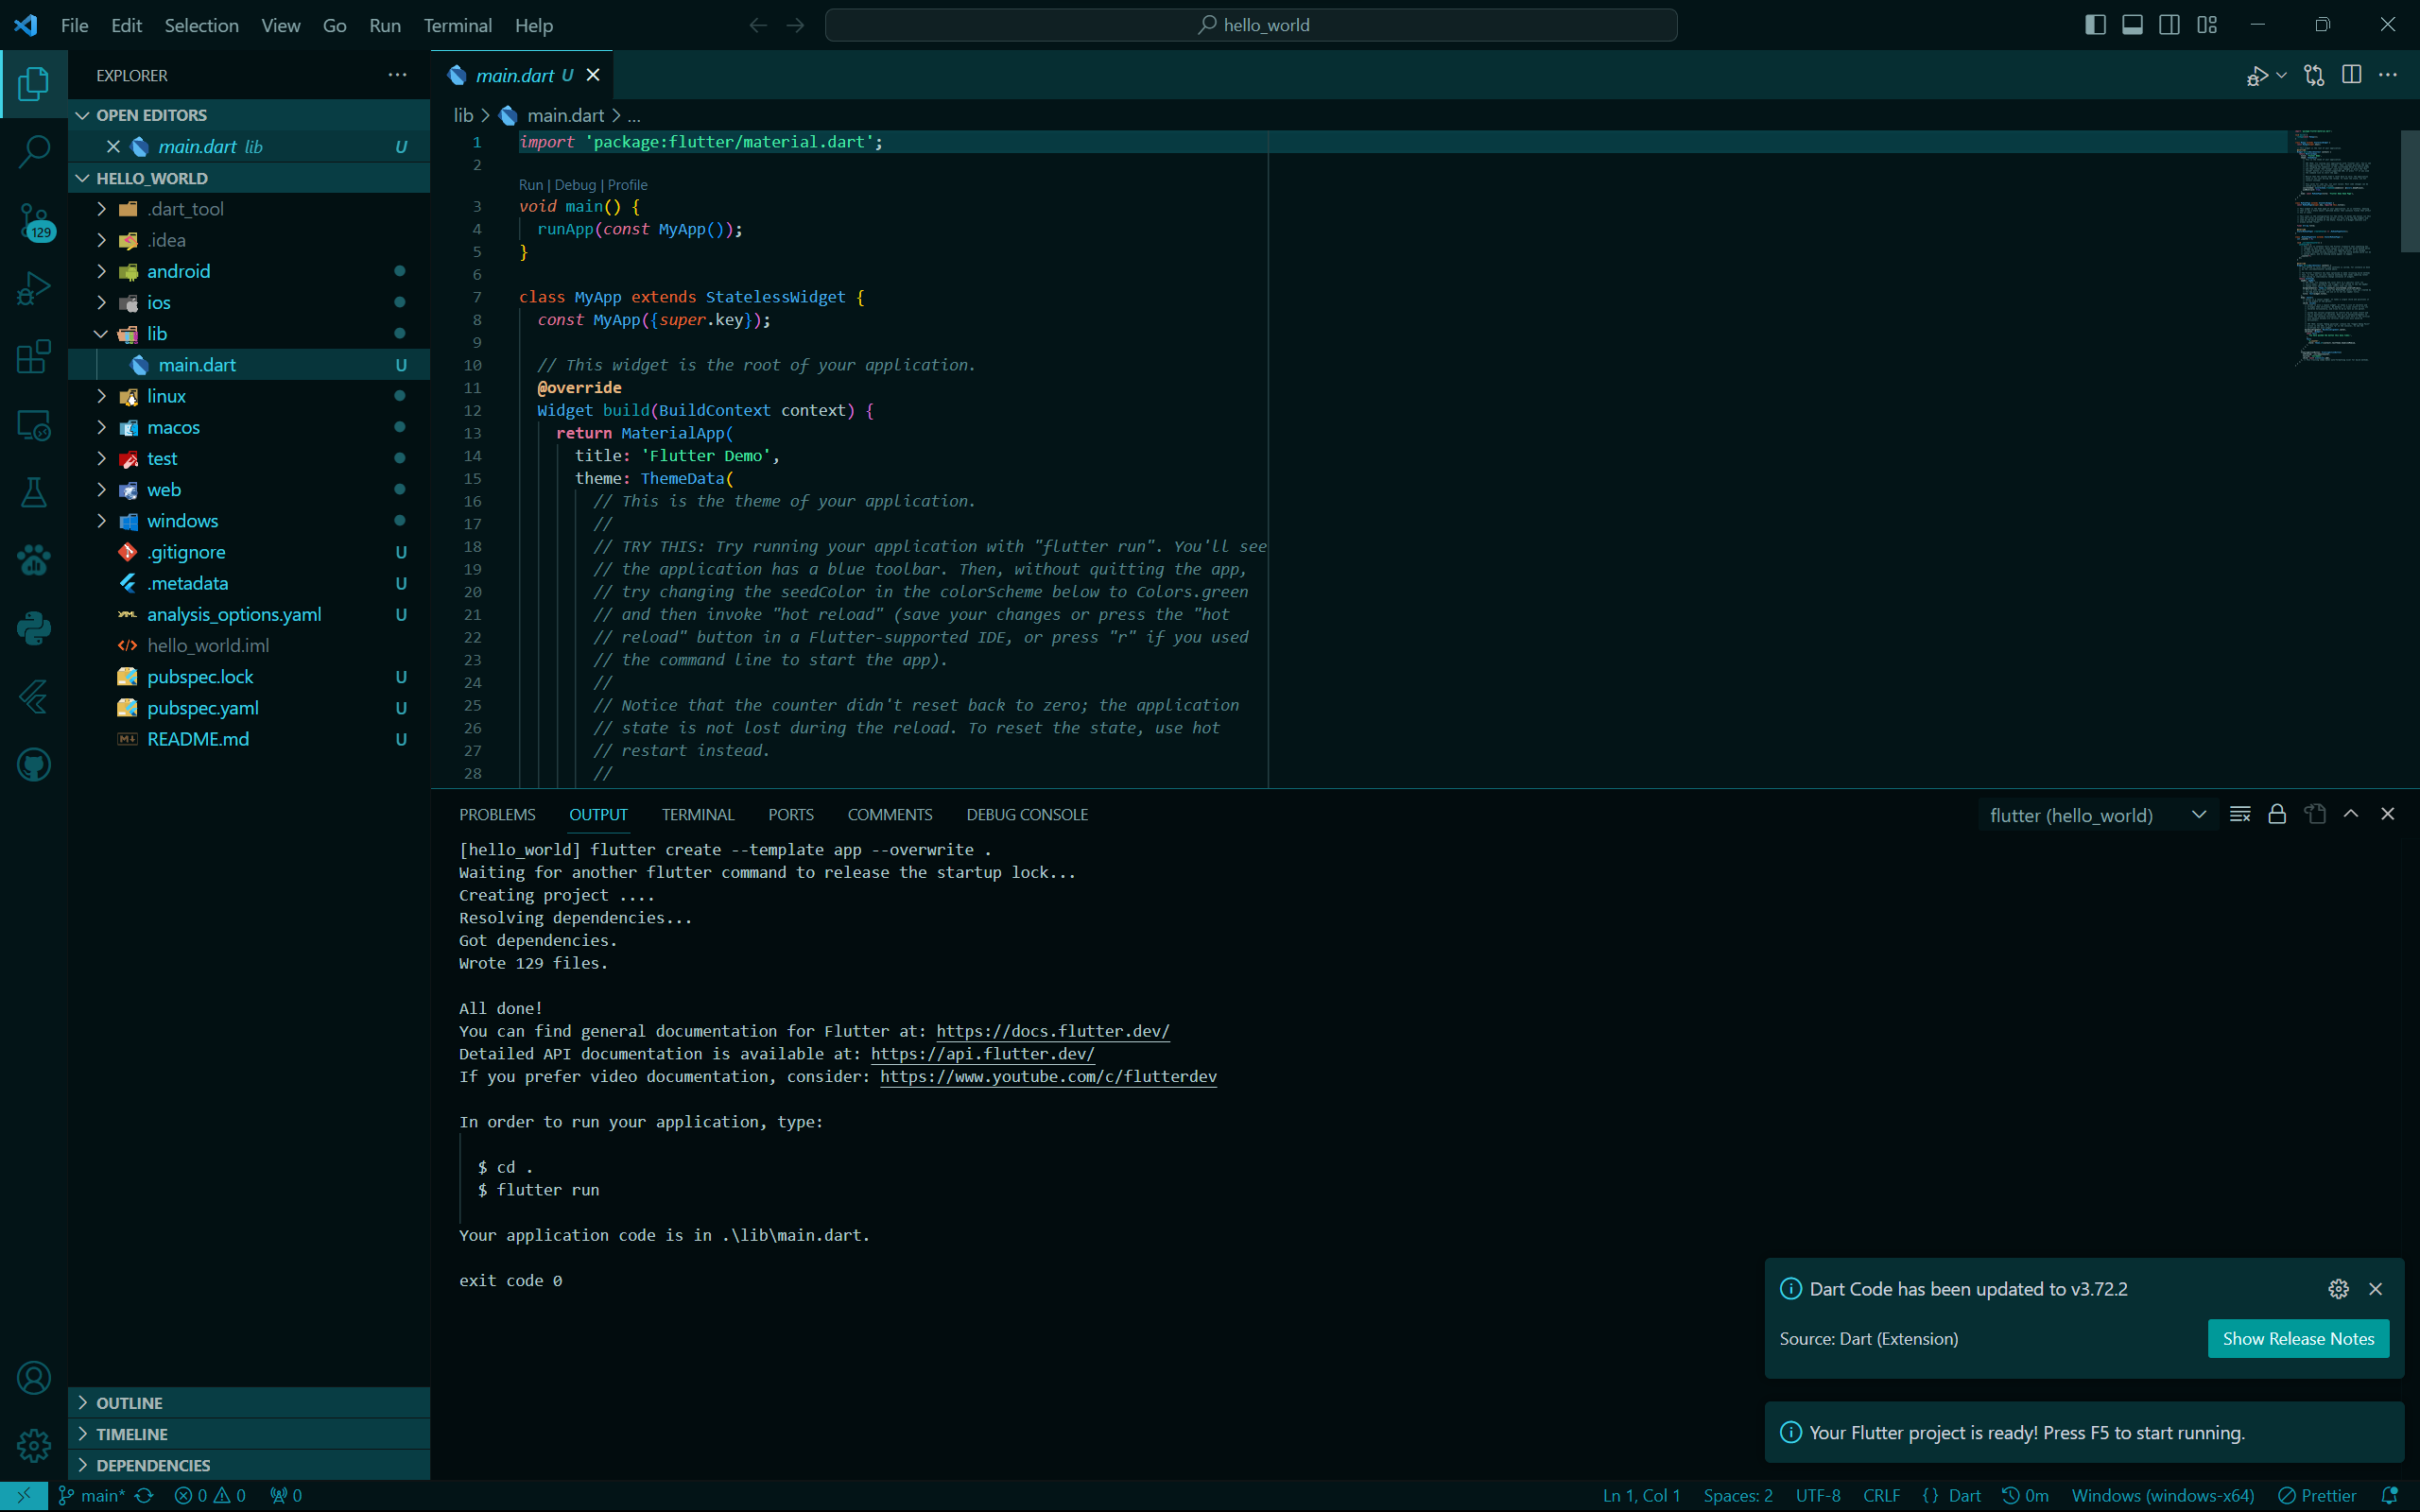 File Edit Selection View Go Run Terminal Help
hello_world
EXPLORER
OPEN EDITORS
main.dart lib U
HELLO_WORLD
.dart_tool
.idea
android
ios
lib
main.dart U
linux
macos
test
web
windows
.gitignore U
.metadata U
analysis_options.yaml U
hello_world.iml
pubspec.lock U
pubspec.yaml U
README.md U
OUTLINE
TIMELINE
DEPENDENCIES
129
main.dart U
lib > main.dart > ...
1 import 'package:flutter/material.dart';
2
Run | Debug | Profile
3 void main() {
4 runApp(const MyApp());
5 }
6
7 class MyApp extends StatelessWidget {
8 const MyApp({super.key});
9
10 // This widget is the root of your application.
11 @override
12 Widget build(BuildContext context) {
13 return MaterialApp(
14 title: 'Flutter Demo',
15 theme: ThemeData(
16 // This is the theme of your application.
17 //
18 // TRY THIS: Try running your application with "flutter run". You'll see
19 // the application has a blue toolbar. Then, without quitting the app,
20 // try changing the seedColor in the colorScheme below to Colors.green
21 // and then invoke "hot reload" (save your changes or press the "hot
22 // reload" button in a Flutter-supported IDE, or press "r" if you used
23 // the command line to start the app).
24 //
25 // Notice that the counter didn't reset back to zero; the application
26 // state is not lost during the reload. To reset the state, use hot
27 // restart instead.
28 //
PROBLEMS OUTPUT TERMINAL PORTS COMMENTS DEBUG CONSOLE
flutter (hello_world)
[hello_world] flutter create --template app --overwrite .
Waiting for another flutter command to release the startup lock...
Creating project ....
Resolving dependencies...
Got dependencies.
Wrote 129 files.
All done!
You can find general documentation for Flutter at: https://docs.flutter.dev/
Detailed API documentation is available at: https://api.flutter.dev/
If you prefer video documentation, consider: https://www.youtube.com/c/flutterdev
In order to run your application, type:
$ cd .
$ flutter run
Your application code is in .\lib\main.dart.
exit code 0
Dart Code has been updated to v3.72.2
Source: Dart (Extension)
Show Release Notes
Your Flutter project is ready! Press F5 to start running.
main* 0 0 0
Ln 1, Col 1 Spaces: 2 UTF-8 CRLF {} Dart 0m Windows (windows-x64) Prettier